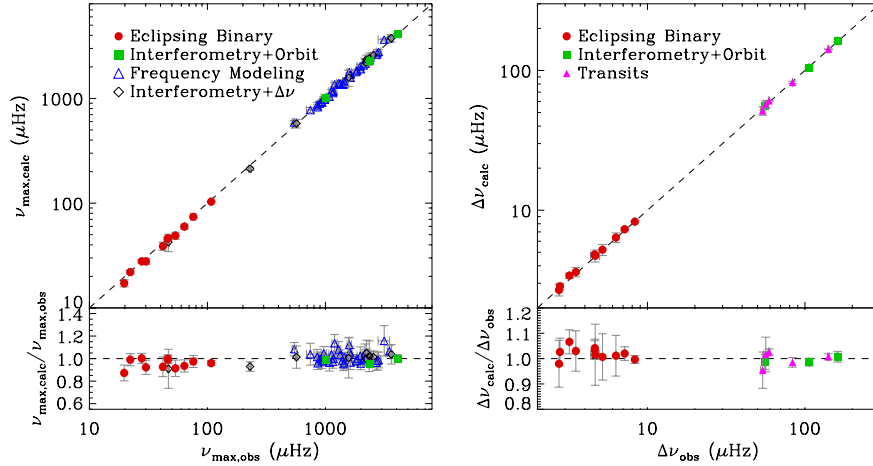 Eclipsing Binary
Interferometry+Orbit
Frequency Modeling
Interferometry+Δν
1000
100
10
ν_max,calc (μHz)
1.4
1.2
1.0
0.8
0.6
ν_max,calc/ν_max,obs
10
100
1000
ν_max,obs (μHz)
Eclipsing Binary
Interferometry+Orbit
Transits
100
10
Δν_calc (μHz)
1.2
1.1
1.0
0.9
0.8
Δν_calc/Δν_obs
10
100
Δν_obs (μHz)